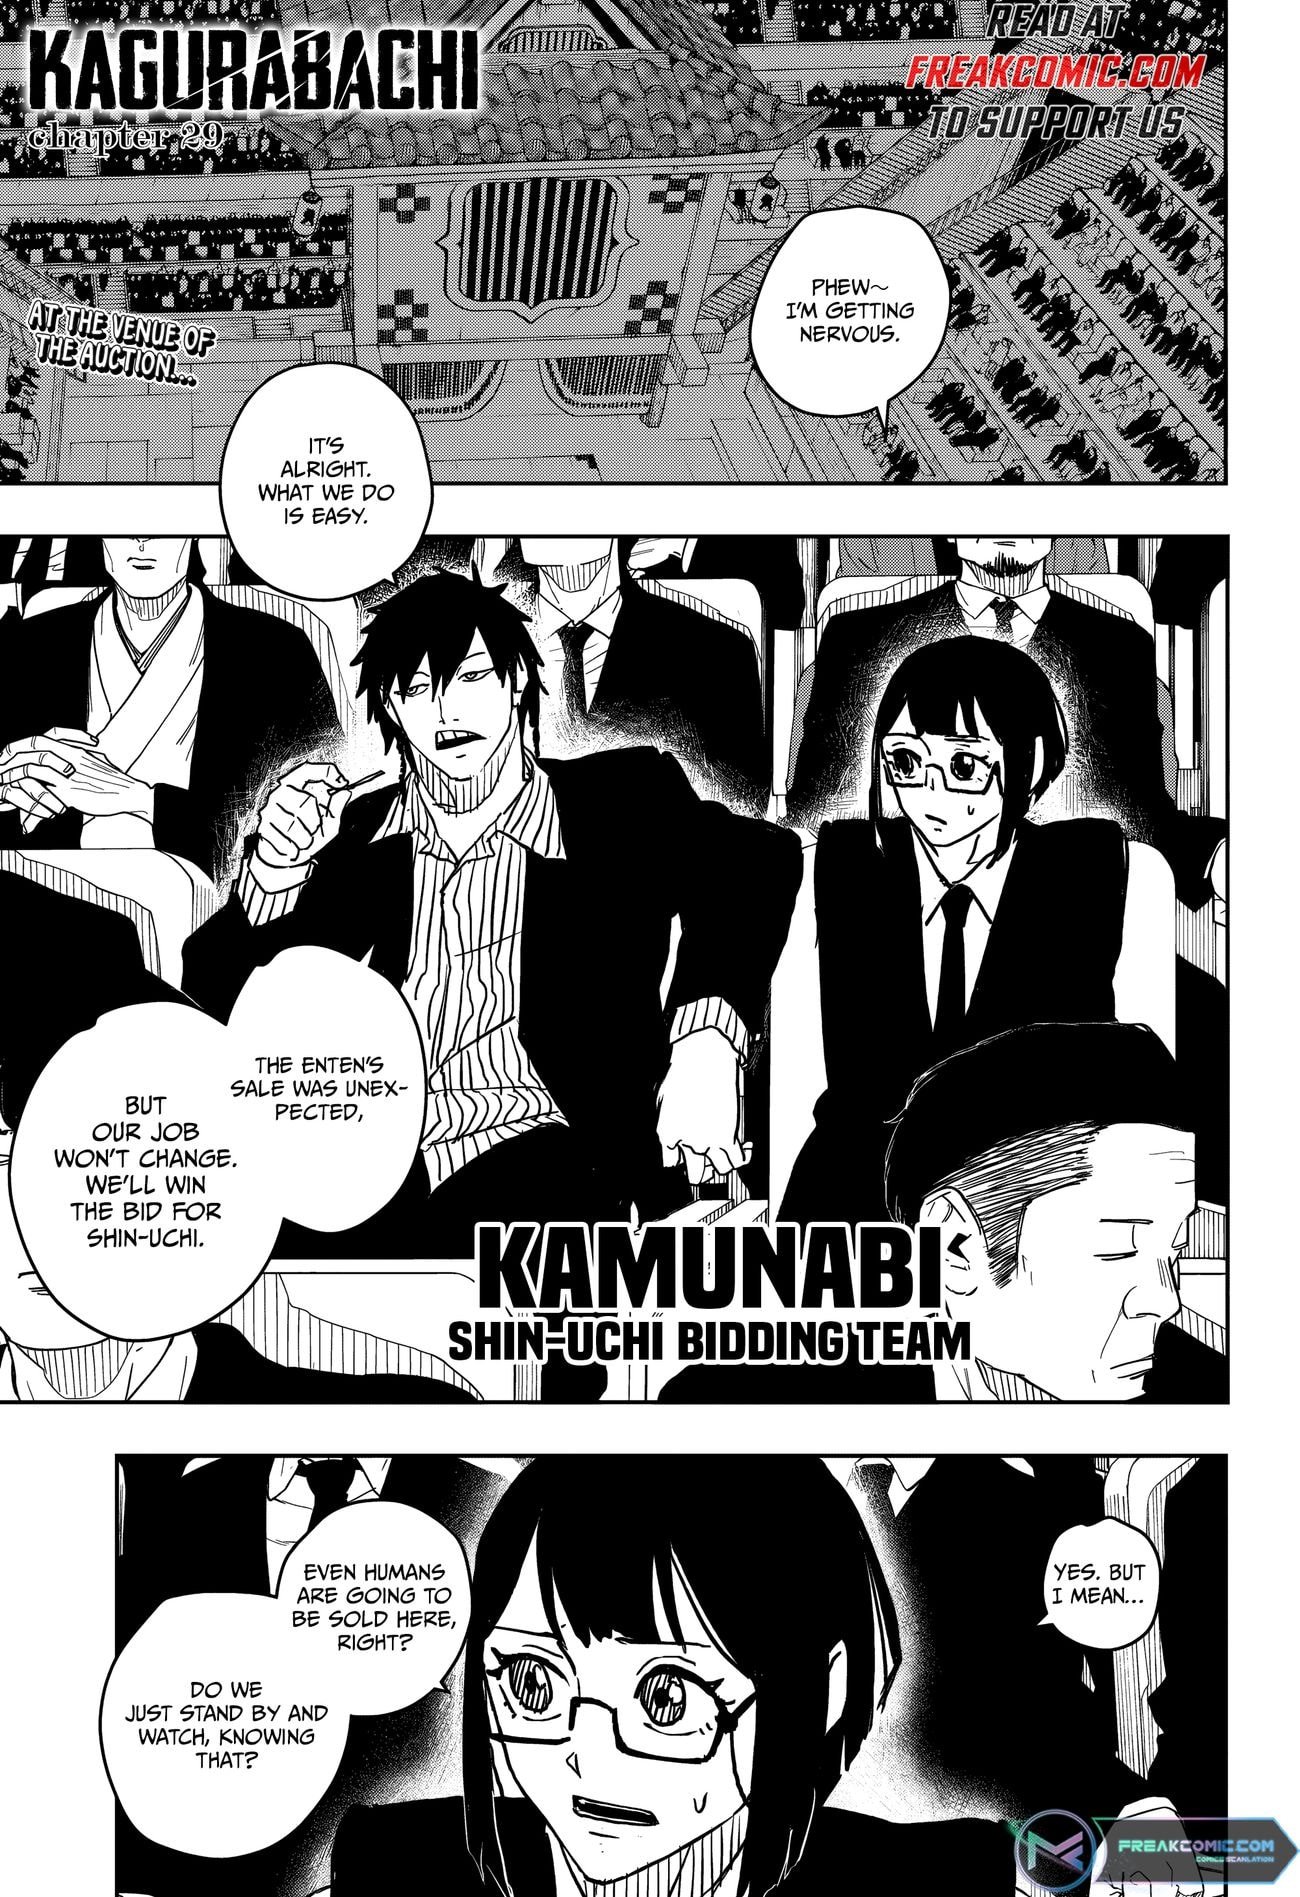 KAGURABACHI
chapter 29
READ AT
FREAKCOMIC.COM
TO SUPPORT US
AT THE VENUE OF
THE AUCTION...
PHEW~
I'M GETTING
NERVOUS.
IT'S
ALRIGHT.
WHAT WE DO
IS EASY.
THE ENTEN'S
SALE WAS UNEX-
PECTED,
BUT
OUR JOB
WON'T CHANGE.
WE'LL WIN
THE BID FOR
SHIN-UCHI.
KAMUNABI
SHIN-UCHI BIDDING TEAM
YES. BUT
I MEAN...
EVEN HUMANS
ARE GOING TO
BE SOLD HERE,
RIGHT?
DO WE
JUST STAND BY AND
WATCH, KNOWING
THAT?
FREAKCOMIC.COM
COMICS SCANLATION